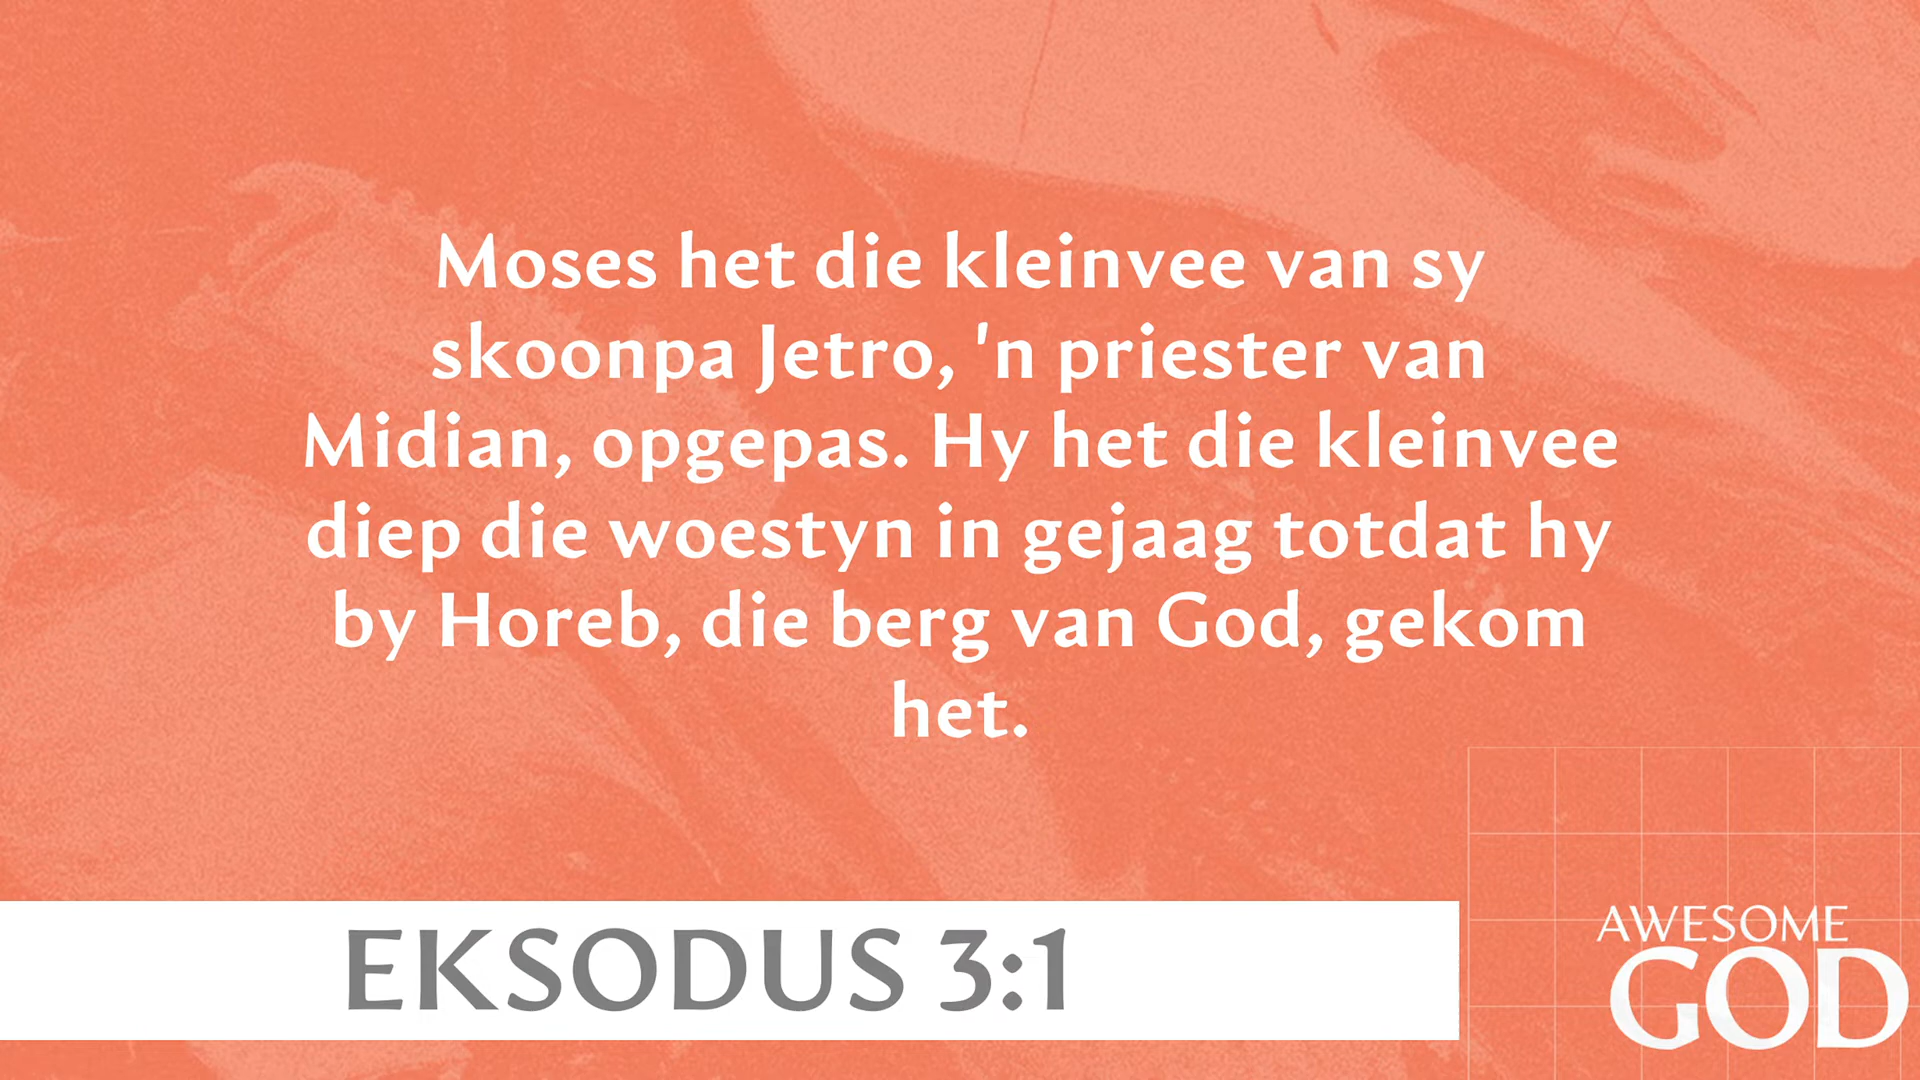 Moses het die kleinvee van sy
skoonpa Jetro, 'n priester van
Midian, opgepas. Hy het die kleinvee
diep die woestyn in gejaag totdat hy
by Horeb, die berg van God, gekom
het.
EKSODUS 3:1
AWESOME
GOD